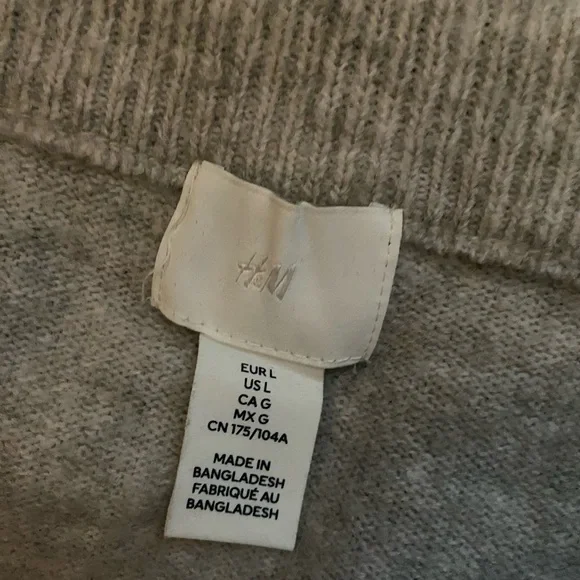 H&M
EUR L
US L
CA G
MX G
CN 175/104A
MADE IN
BANGLADESH
FABRIQUÉ AU
BANGLADESH